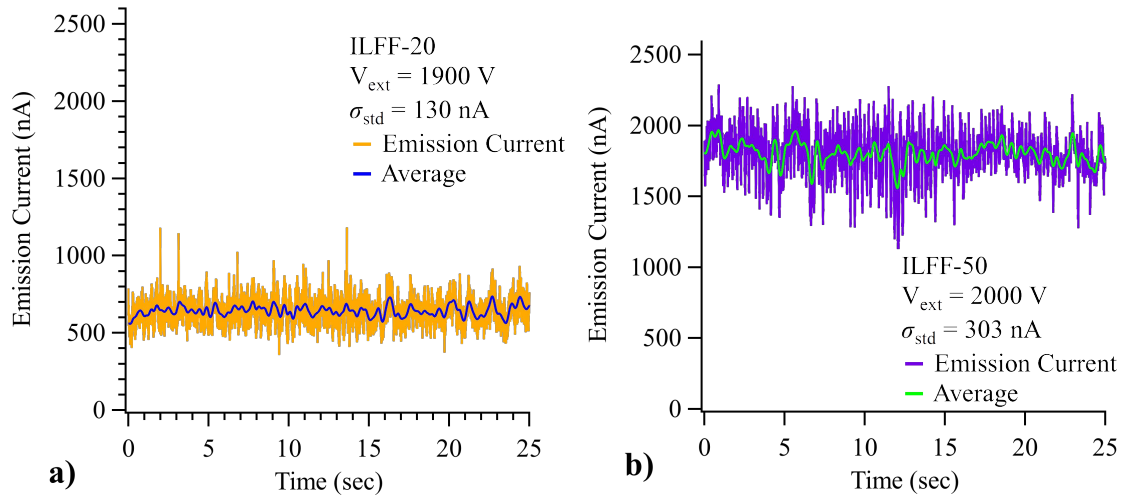 2500
2000
1500
1000
500
0
Emission Current (nA)
ILFF-20
V_ext = 1900 V
σ_std = 130 nA
Emission Current
Average
0 5 10 15 20 25
Time (sec)
a)
2500
2000
1500
1000
500
0
Emission Current (nA)
ILFF-50
V_ext = 2000 V
σ_std = 303 nA
Emission Current
Average
0 5 10 15 20 25
Time (sec)
b)